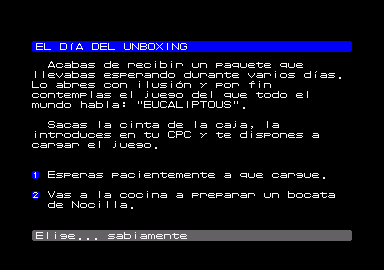 EL DÍA DEL UNBOXING
Acabas de recibir un paquete que
llevabas esperando durante varios días.
Lo abres con ilusión y por fin
contemplas el juego del que todo el
mundo habla: "EUCALIPTOUS".
Sacas la cinta de la caja, la
introduces en tu CPC y te dispones a
cargar el juego.
1 Esperas pacientemente a que cargue.
2 Vas a la cocina a preparar un bocata
de Nocilla.
Elige... sabiamente